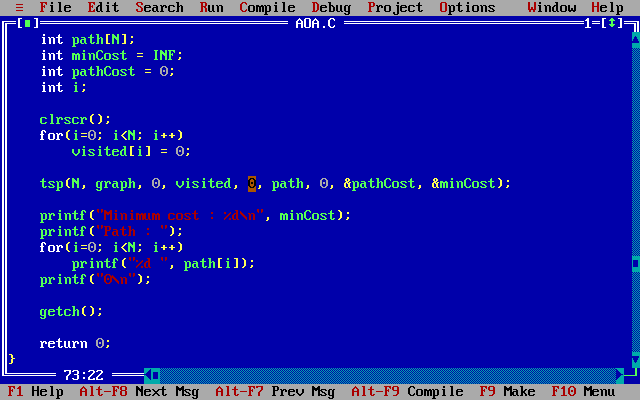 ≡ File Edit Search Run Compile Debug Project Options Window Help
[■] AOA.C 1=[↕]
int path[N];
int minCost = INF;
int pathCost = 0;
int i;
clrscr();
for(i=0; i<N; i++)
visited[i] = 0;
tsp(N, graph, 0, visited, 0, path, 0, &pathCost, &minCost);
printf("Minimum cost : %d\n", minCost);
printf("Path : ");
for(i=0; i<N; i++)
printf("%d ", path[i]);
printf("0\n");
getch();
return 0;
}
73:22
F1 Help Alt-F8 Next Msg Alt-F7 Prev Msg Alt-F9 Compile F9 Make F10 Menu